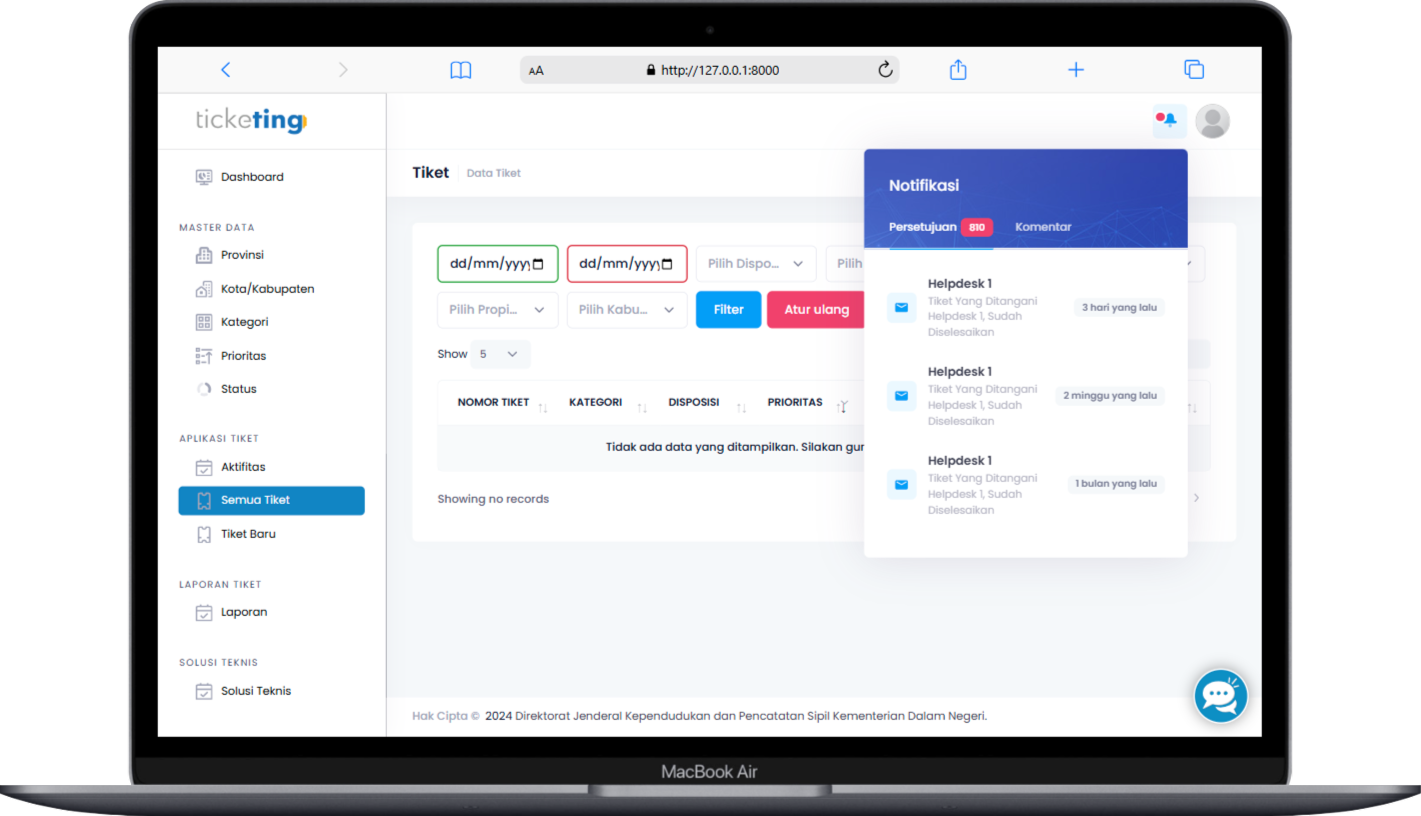 AA
http://127.0.0.1:8000
ticketing
Dashboard
MASTER DATA
Provinsi
Kota/Kabupaten
Kategori
Prioritas
Status
APLIKASI TIKET
Aktifitas
Semua Tiket
Tiket Baru
LAPORAN TIKET
Laporan
SOLUSI TEKNIS
Solusi Teknis
Tiket Data Tiket
dd/mm/yyyy dd/mm/yyyy Pilih Dispo... Pilih
Pilih Propi... Pilih Kabu... Filter Atur ulang
Show 5
NOMOR TIKET KATEGORI DISPOSISI PRIORITAS
Tidak ada data yang ditampilkan. Silakan gur
Showing no records
Notifikasi
Persetujuan 810 Komentar
Helpdesk 1
Tiket Yang Ditangani
Helpdesk 1, Sudah
Diselesaikan
3 hari yang lalu
Helpdesk 1
Tiket Yang Ditangani
Helpdesk 1, Sudah
Diselesaikan
2 minggu yang lalu
Helpdesk 1
Tiket Yang Ditangani
Helpdesk 1, Sudah
Diselesaikan
1 bulan yang lalu
Hak Cipta © 2024 Direktorat Jenderal Kependudukan dan Pencatatan Sipil Kementerian Dalam Negeri.
MacBook Air